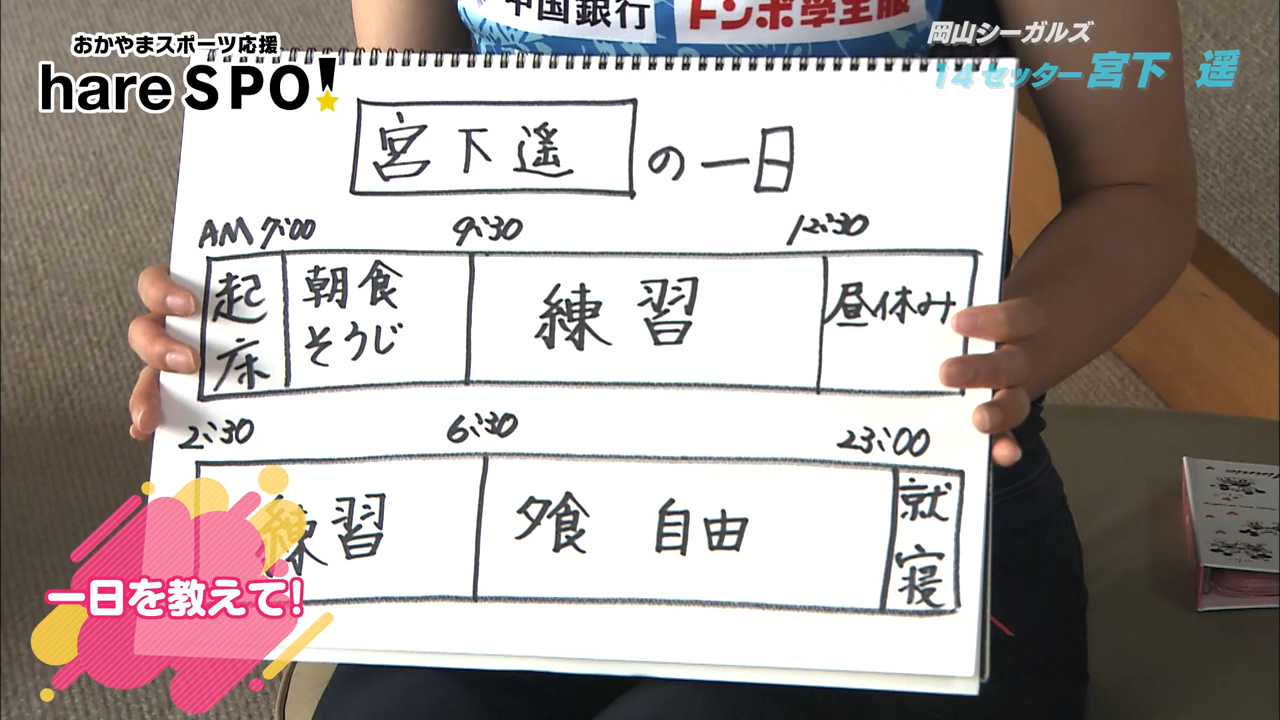 中国銀行 トンボ学生服
おかやまスポーツ応援
hare SPO!
岡山シーガルズ
14 セッター 宮下 遥
宮下遥の一日
AM 7:00 9:30 12:30
起床 朝食 そうじ 練習 昼休み
2:30 6:30 23:00
練習 夕食 自由 就寝
一日を教えて!